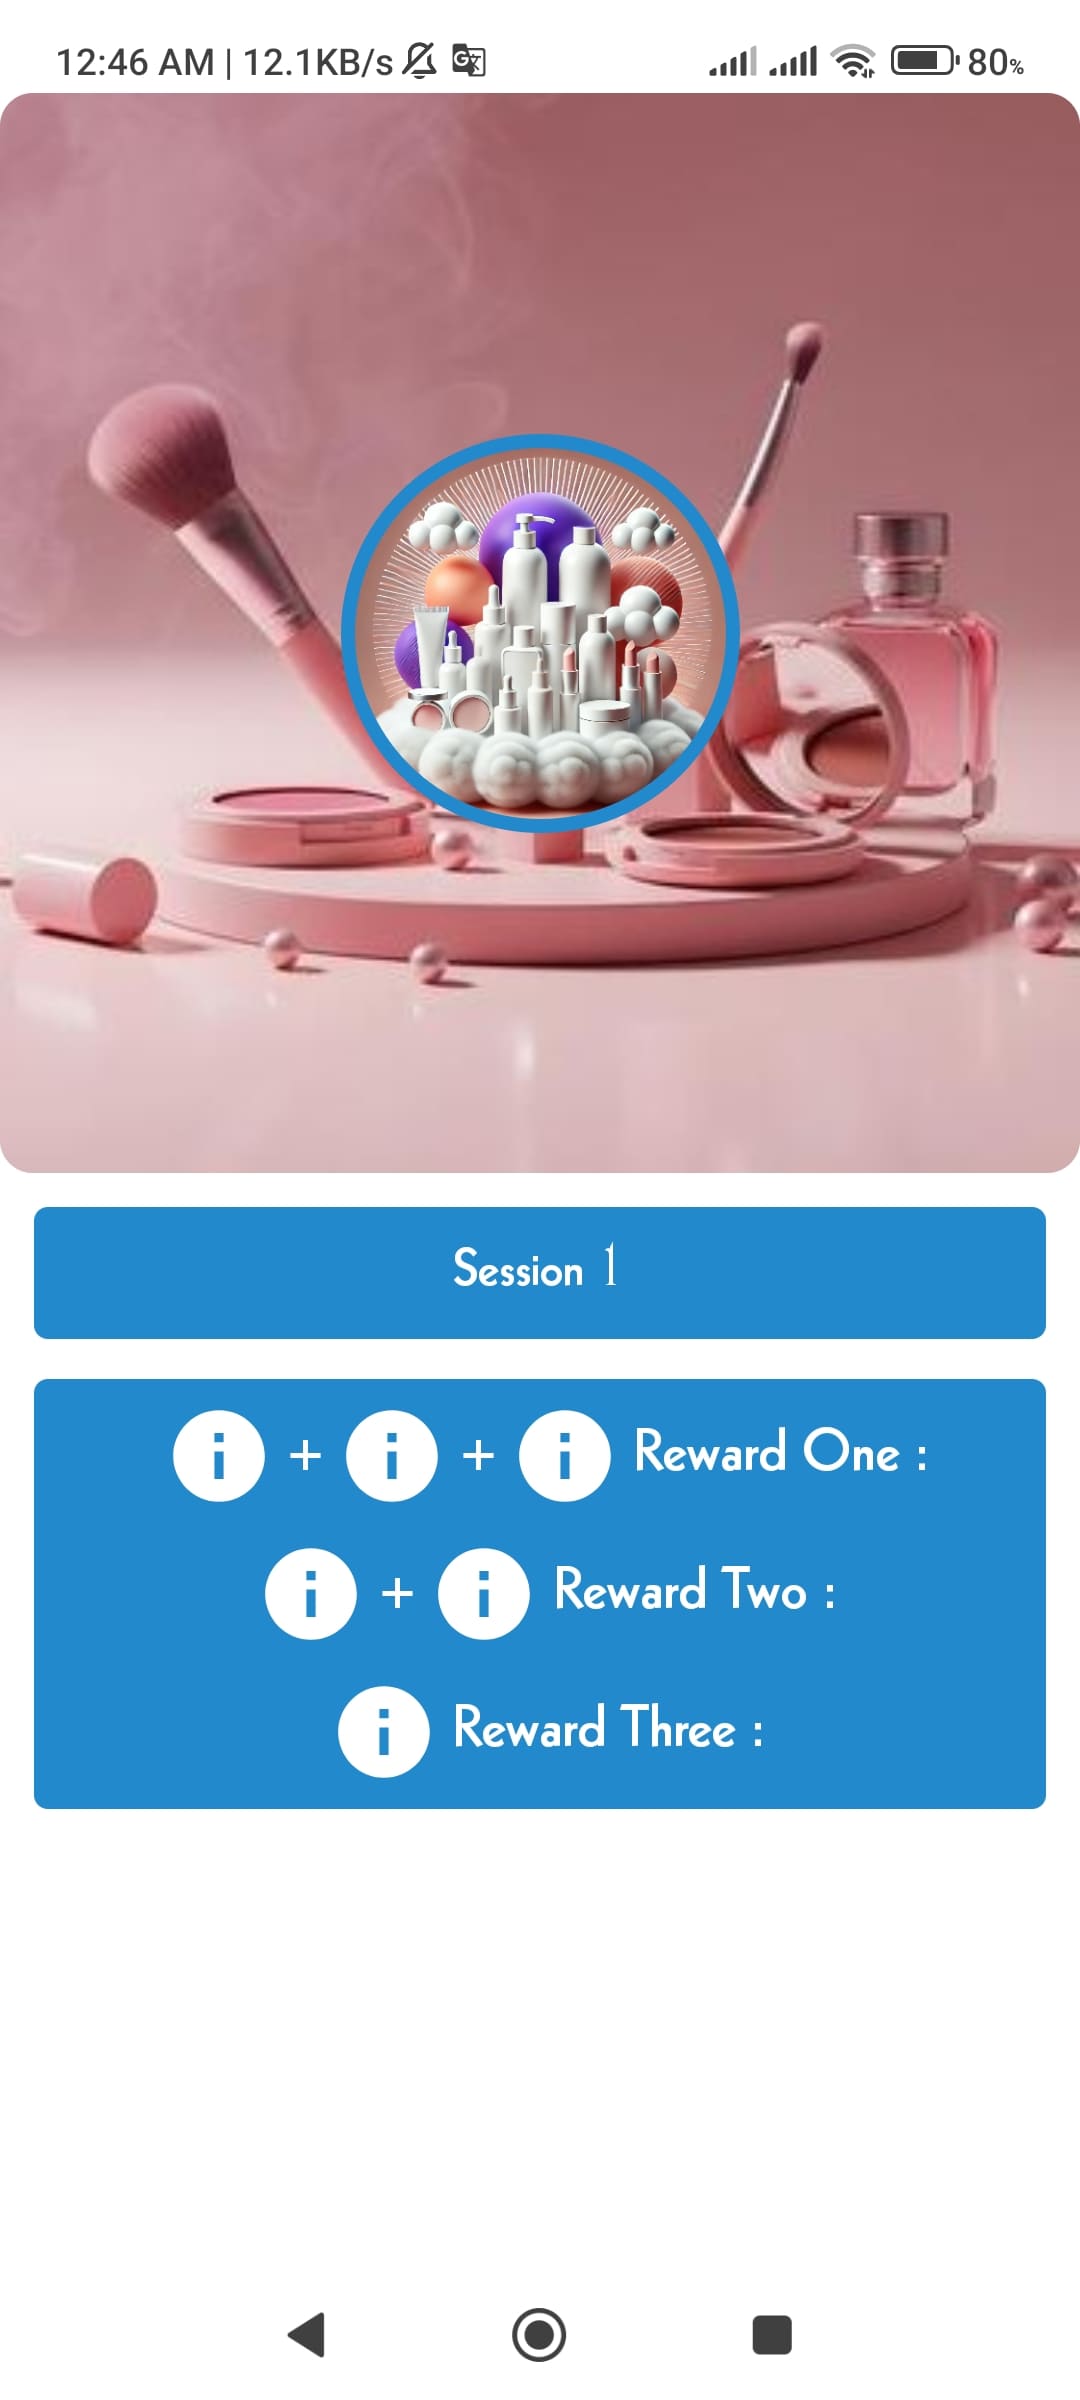 12:46 AM | 12.1KB/s 80%
Session 1
i + i + i Reward One :
i + i Reward Two :
i Reward Three :